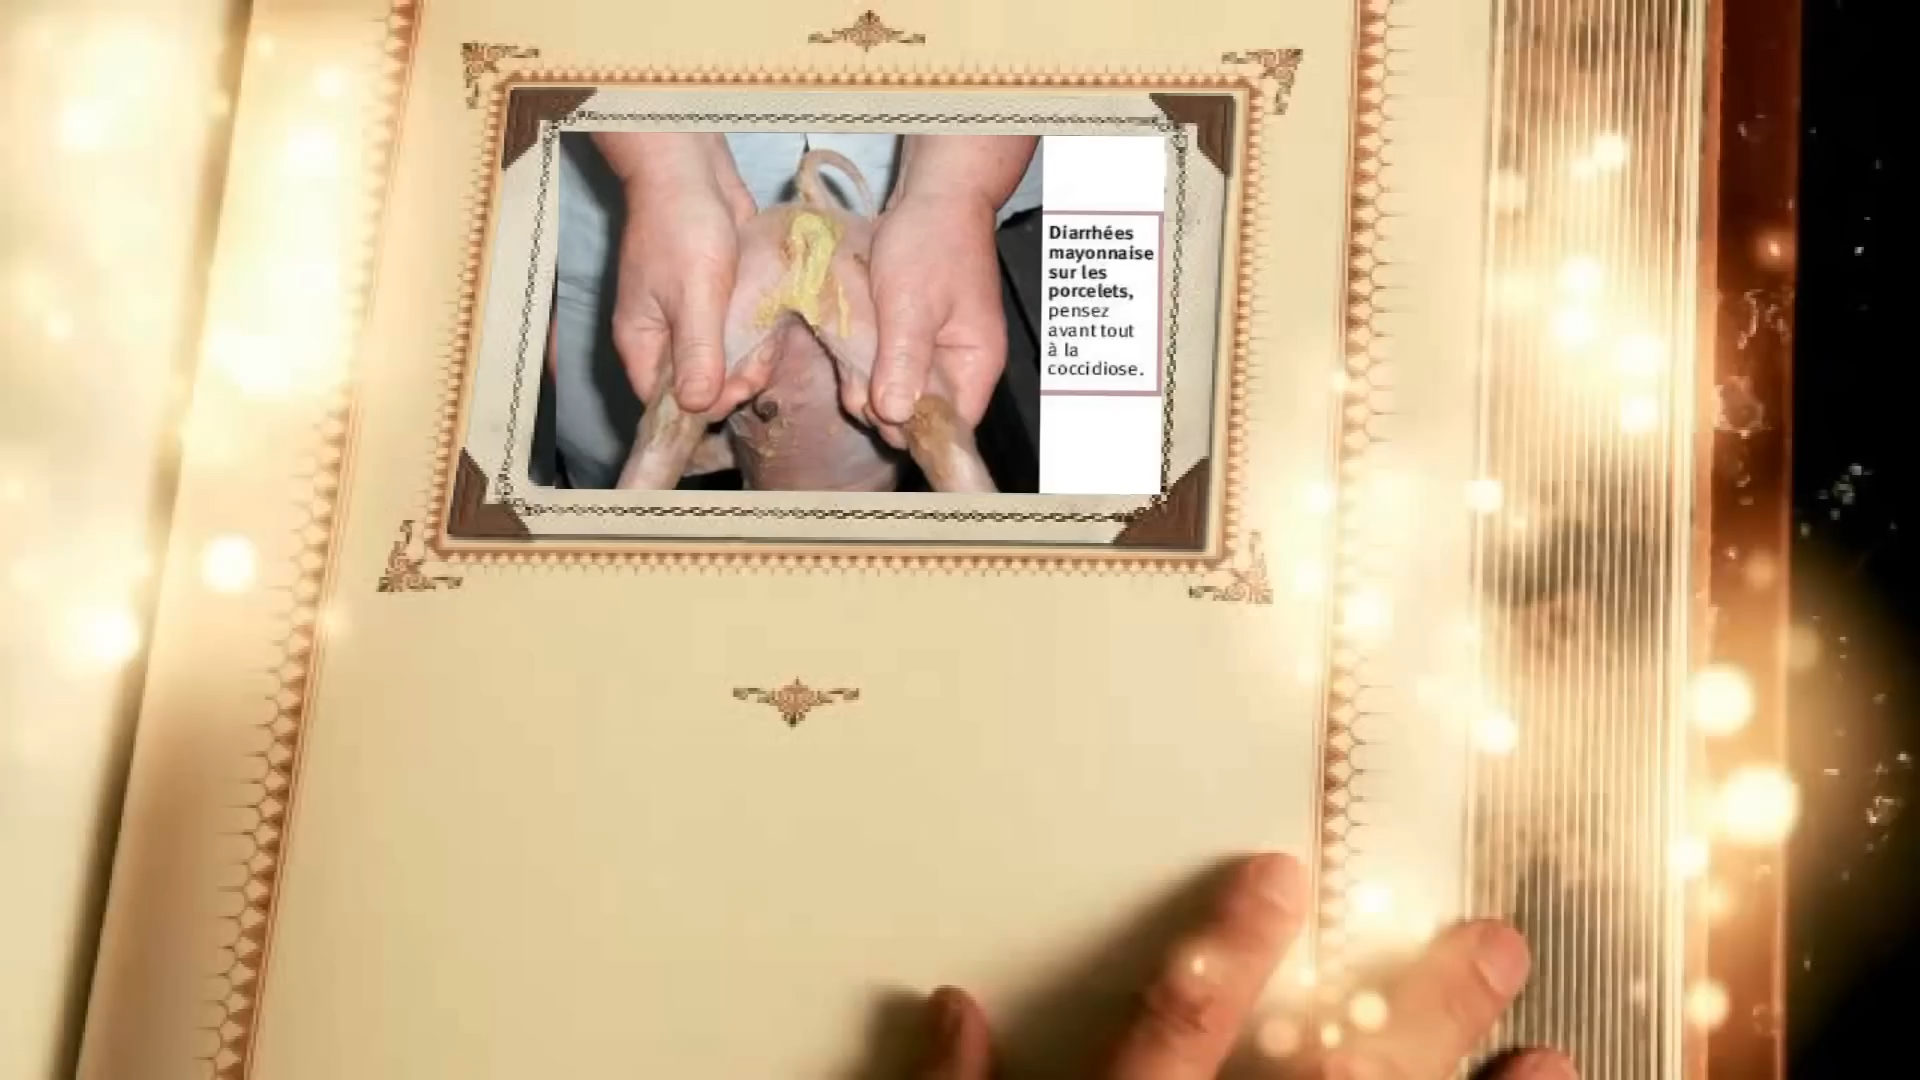 Diarrhées
mayonnaise
sur les
porcelets,
pensez
avant tout
à la
coccidiose.